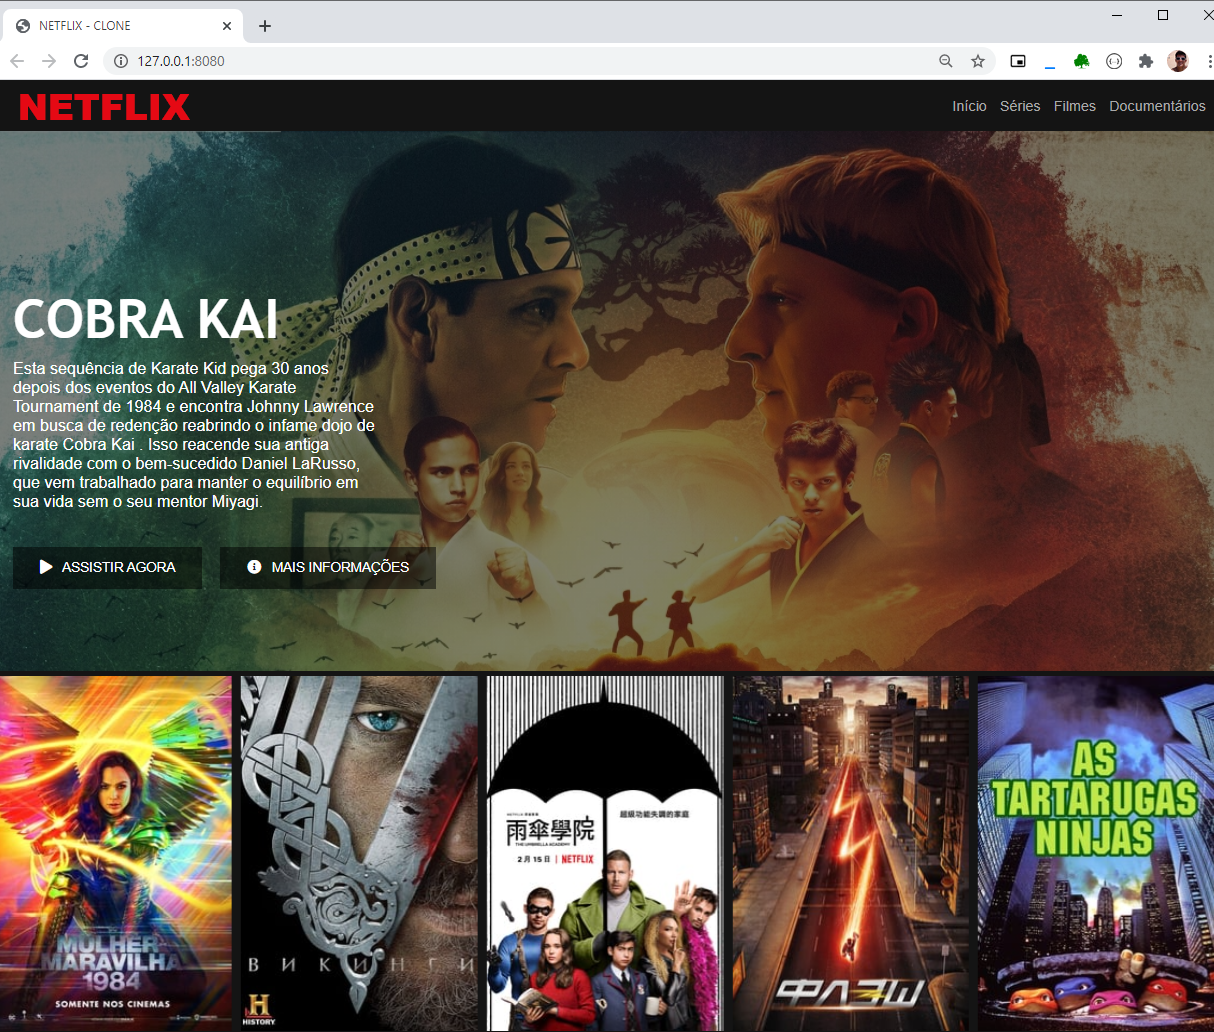 NETFLIX - CLONE
127.0.0.1:8080
NETFLIX
Início Séries Filmes Documentários
COBRA KAI
Esta sequência de Karate Kid pega 30 anos
depois dos eventos do All Valley Karate
Tournament de 1984 e encontra Johnny Lawrence
em busca de redenção reabrindo o infame dojo de
karate Cobra Kai . Isso reacende sua antiga
rivalidade com o bem-sucedido Daniel LaRusso,
que vem trabalhado para manter o equilíbrio em
sua vida sem o seu mentor Miyagi.
ASSISTIR AGORA
MAIS INFORMAÇÕES
MULHER
MARAVILHA
1984
SOMENTE NOS CINEMAS
ВИКИНГИ
H
HISTORY
雨傘學院
THE UMBRELLA ACADEMY
2月15日 | NETFLIX
超級功能失調的家庭
ФЛЭШ
AS
TARTARUGAS
NINJAS